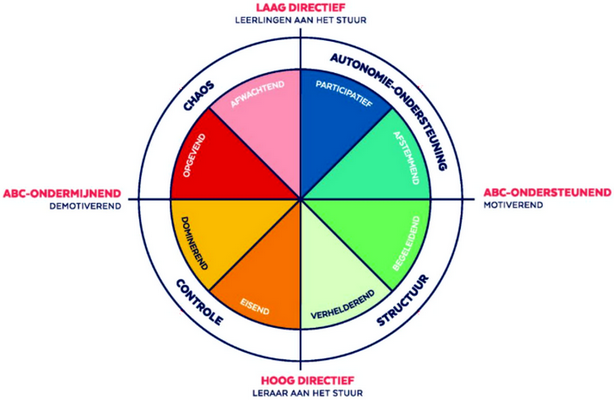 LAAG DIRECTIEF
LEERLINGEN AAN HET STUUR
CHAOS
AUTONOMIE-ONDERSTEUNING
AFWACHTEND
PARTICIPATIEF
OPGEVEND
AFSTEMMEND
ABC-ONDERMIJNEND
DEMOTIVEREND
ABC-ONDERSTEUNEND
MOTIVEREND
DOMINEREND
BEGELEIDEND
EISEND
VERHELDEREND
CONTROLE
STRUCTUUR
HOOG DIRECTIEF
LERAAR AAN HET STUUR